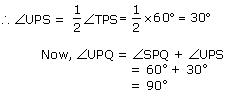 ∴ ∠UPS = 1/2 ∠TPS = 1/2 × 60° = 30°
Now, ∠UPQ = ∠SPQ + ∠UPS
= 60° + 30°
= 90°